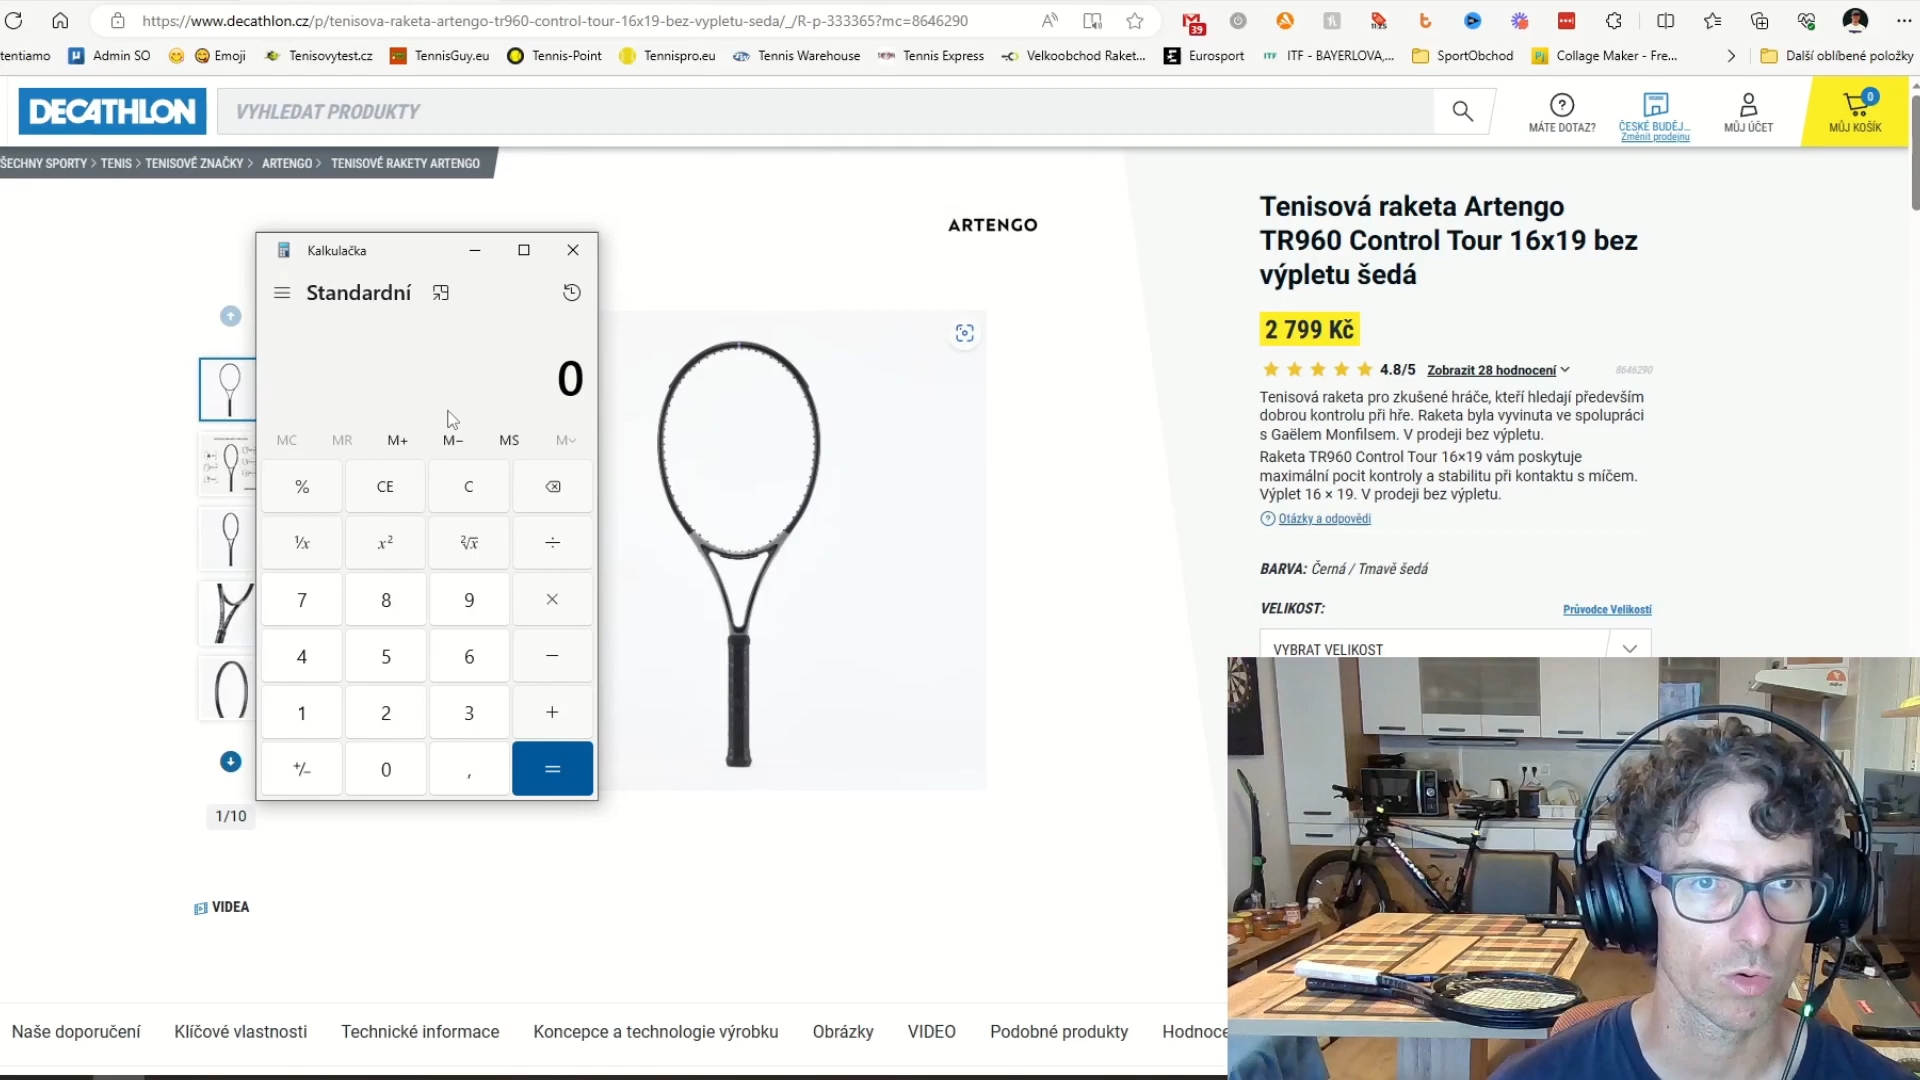 https://www.decathlon.cz/p/tenisova-raketa-artengo-tr960-control-tour-16x19-bez-vypletu-seda/_/R-p-333365?mc=8646290
39
tentiamo
Admin SO
Emoji
Tenisovytest.cz
TennisGuy.eu
Tennis-Point
Tennispro.eu
Tennis Warehouse
Tennis Express
Velkoobchod Raket...
Eurosport
ITF - BAYERLOVA,...
SportObchod
Collage Maker - Fre...
Další oblíbené položky
DECATHLON
VYHLEDAT PRODUKTY
MÁTE DOTAZ?
ČESKÉ BUDĚJ...
Změnit prodejnu
MŮJ ÚČET
0
MŮJ KOŠÍK
ŠECHNY SPORTY > TENIS > TENISOVÉ ZNAČKY > ARTENGO > TENISOVÉ RAKETY ARTENGO
ARTENGO
Tenisová raketa Artengo
TR960 Control Tour 16x19 bez
výpletu šedá
2 799 Kč
4.8/5 Zobrazit 28 hodnocení
8646290
Tenisová raketa pro zkušené hráče, kteří hledají především
dobrou kontrolu při hře. Raketa byla vyvinuta ve spolupráci
s Gaëlem Monfilsem. V prodeji bez výpletu.
Raketa TR960 Control Tour 16×19 vám poskytuje
maximální pocit kontroly a stabilitu při kontaktu s míčem.
Výplet 16 × 19. V prodeji bez výpletu.
Otázky a odpovědi
BARVA: Černá / Tmavě šedá
VELIKOST:
Průvodce Velikostí
VYBRAT VELIKOST
Kalkulačka
Standardní
0
MC MR M+ M− MS M˅
% CE C
¹/x x² ²√x ÷
7 8 9 ×
4 5 6 −
1 2 3 +
+/− 0 , =
1/10
VIDEA
APACHE
Naše doporučení
Klíčové vlastnosti
Technické informace
Koncepce a technologie výrobku
Obrázky
VIDEO
Podobné produkty
Hodnoce